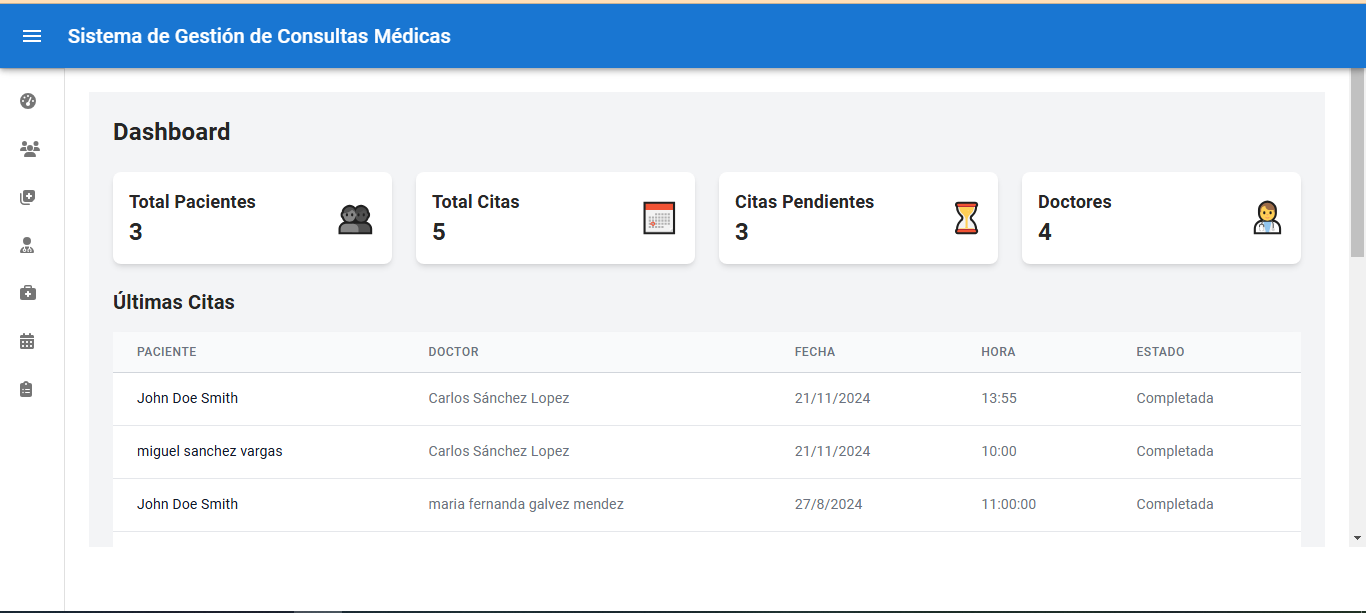 Sistema de Gestión de Consultas Médicas
Dashboard
Total Pacientes
3
Total Citas
5
Citas Pendientes
3
Doctores
4
Últimas Citas
PACIENTE DOCTOR FECHA HORA ESTADO
John Doe Smith Carlos Sánchez Lopez 21/11/2024 13:55 Completada
miguel sanchez vargas Carlos Sánchez Lopez 21/11/2024 10:00 Completada
John Doe Smith maria fernanda galvez mendez 27/8/2024 11:00:00 Completada